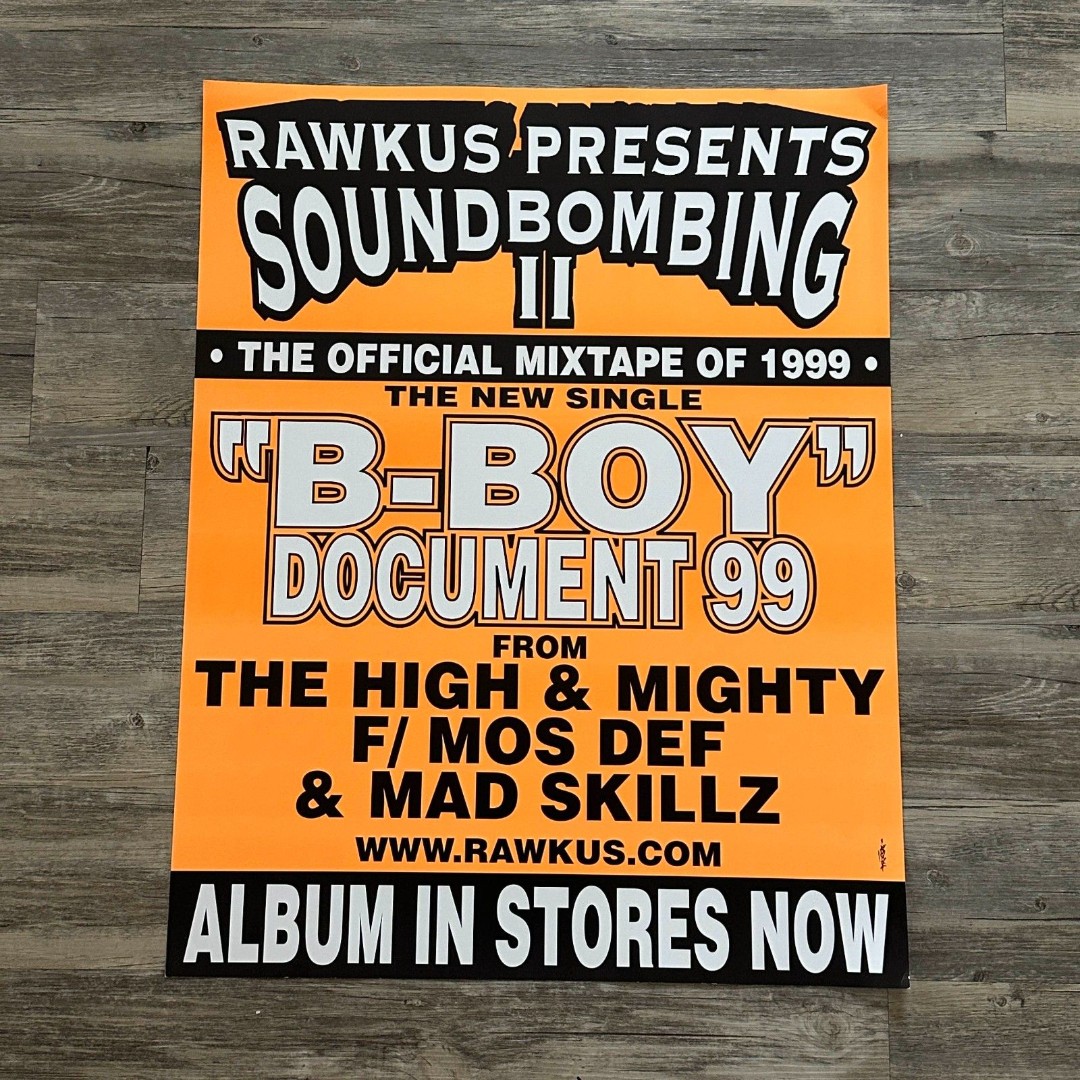 RAWKUS PRESENTS
SOUNDBOMBING
II
• THE OFFICIAL MIXTAPE OF 1999 •
THE NEW SINGLE
"B-BOY"
DOCUMENT 99
FROM
THE HIGH & MIGHTY
F/ MOS DEF
& MAD SKILLZ
WWW.RAWKUS.COM
ALBUM IN STORES NOW